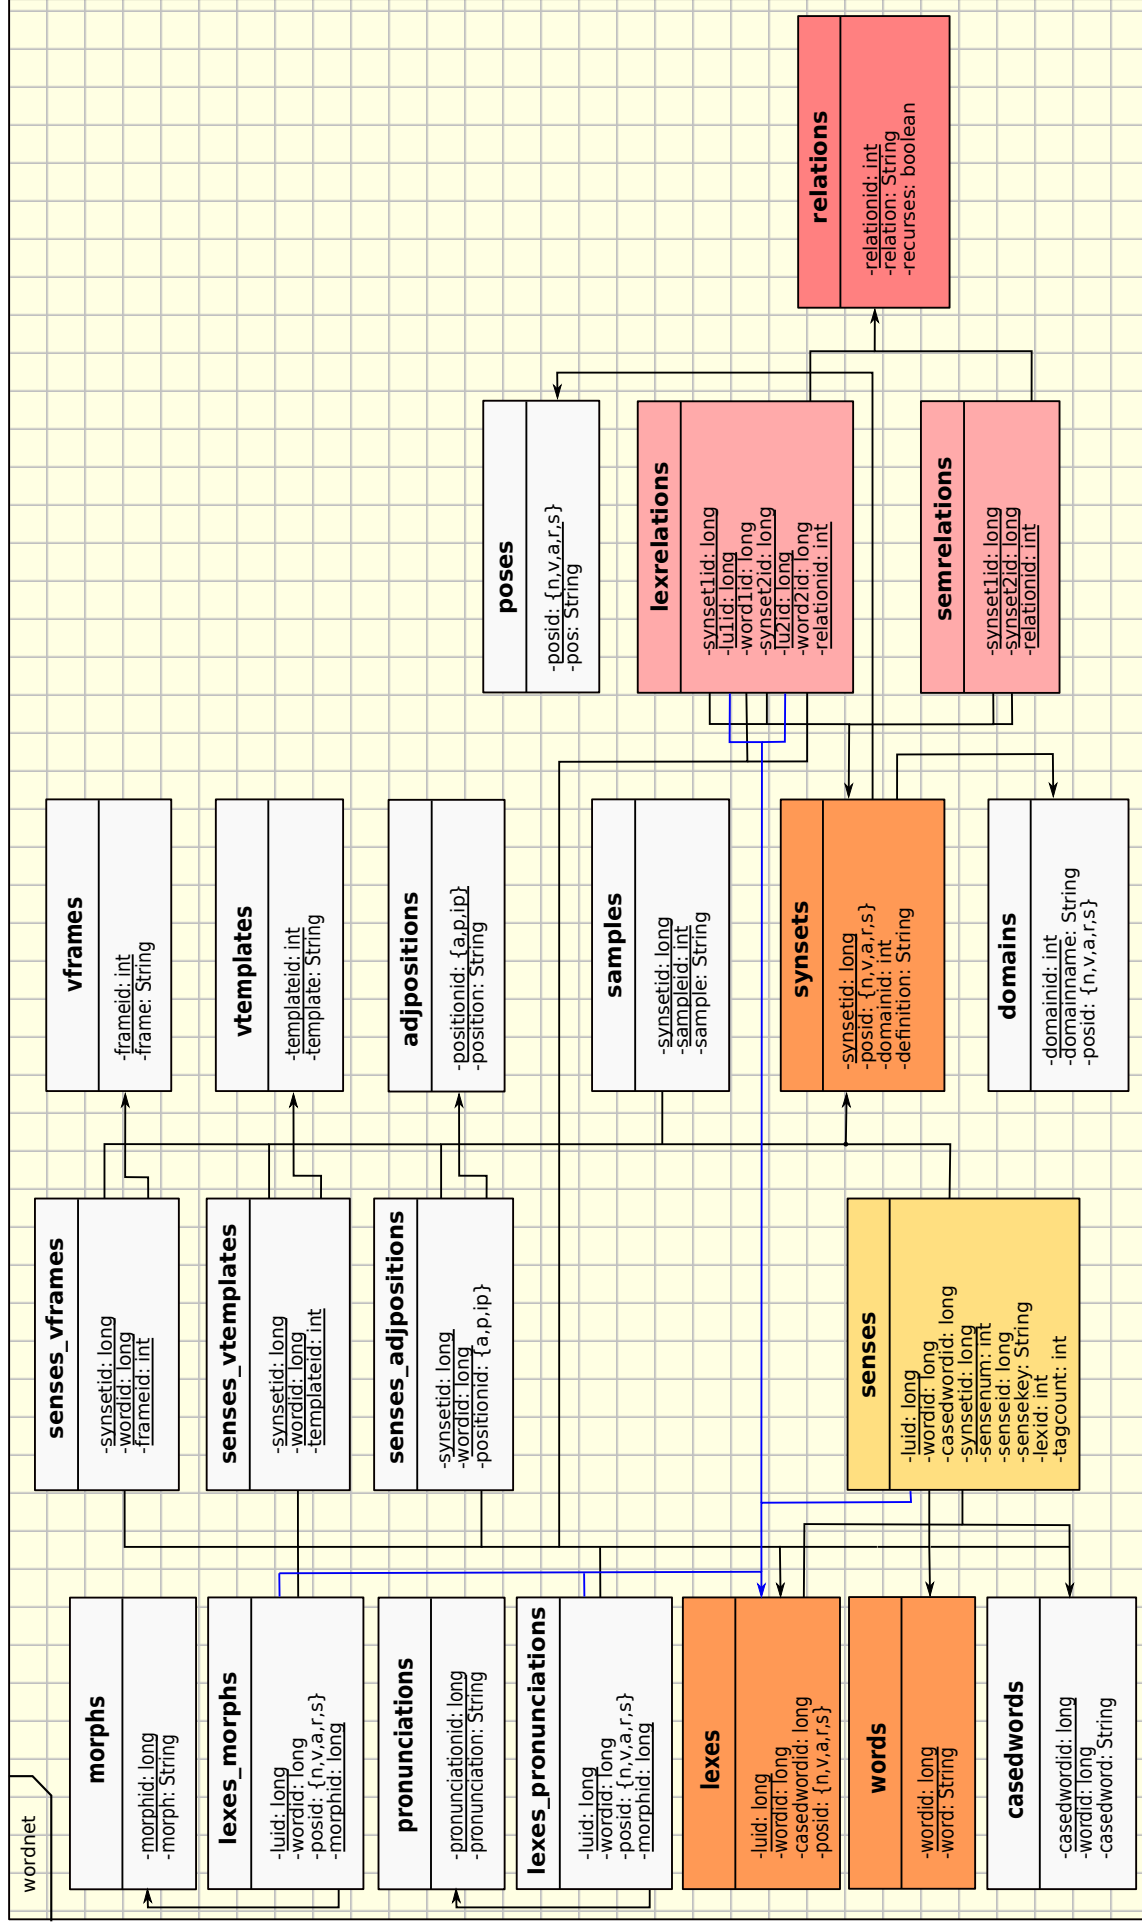 wordnet
morphs
-morphid: long
-morph: String
lexes_morphs
-luid: long
-wordid: long
-posid: {n,v,a,r,s}
-morphid: long
pronunciations
-pronunciationid: long
-pronunciation: String
lexes_pronunciations
-luid: long
-wordid: long
-posid: {n,v,a,r,s}
-morphid: long
lexes
-luid: long
-wordid: long
-casedwordid: long
-posid: {n,v,a,r,s}
words
-wordid: long
-word: String
casedwords
-casedwordid: long
-wordid: long
-casedword: String
senses_vframes
-synsetid: long
-wordid: long
-frameid: int
senses_vtemplates
-synsetid: long
-wordid: long
-templateid: int
senses_adjpositions
-synsetid: long
-wordid: long
-positionid: {a,p,ip}
senses
-luid: long
-wordid: long
-casedwordid: long
-synsetid: long
-sensenum: int
-senseid: long
-sensekey: String
-lexid: int
-tagcount: int
vframes
-frameid: int
-frame: String
vtemplates
-templateid: int
-template: String
adjpositions
-positionid: {a,p,ip}
-position: String
samples
-synsetid: long
-sampleid: int
-sample: String
synsets
-synsetid: long
-posid: {n,v,a,r,s}
-domainid: int
-definition: String
domains
-domainid: int
-domainname: String
-posid: {n,v,a,r,s}
poses
-posid: {n,v,a,r,s}
-pos: String
lexrelations
-synset1id: long
-lu1id: long
-word1id: long
-synset2id: long
-lu2id: long
-word2id: long
-relationid: int
semrelations
-synset1id: long
-synset2id: long
-relationid: int
relations
-relationid: int
-relation: String
-recurses: boolean